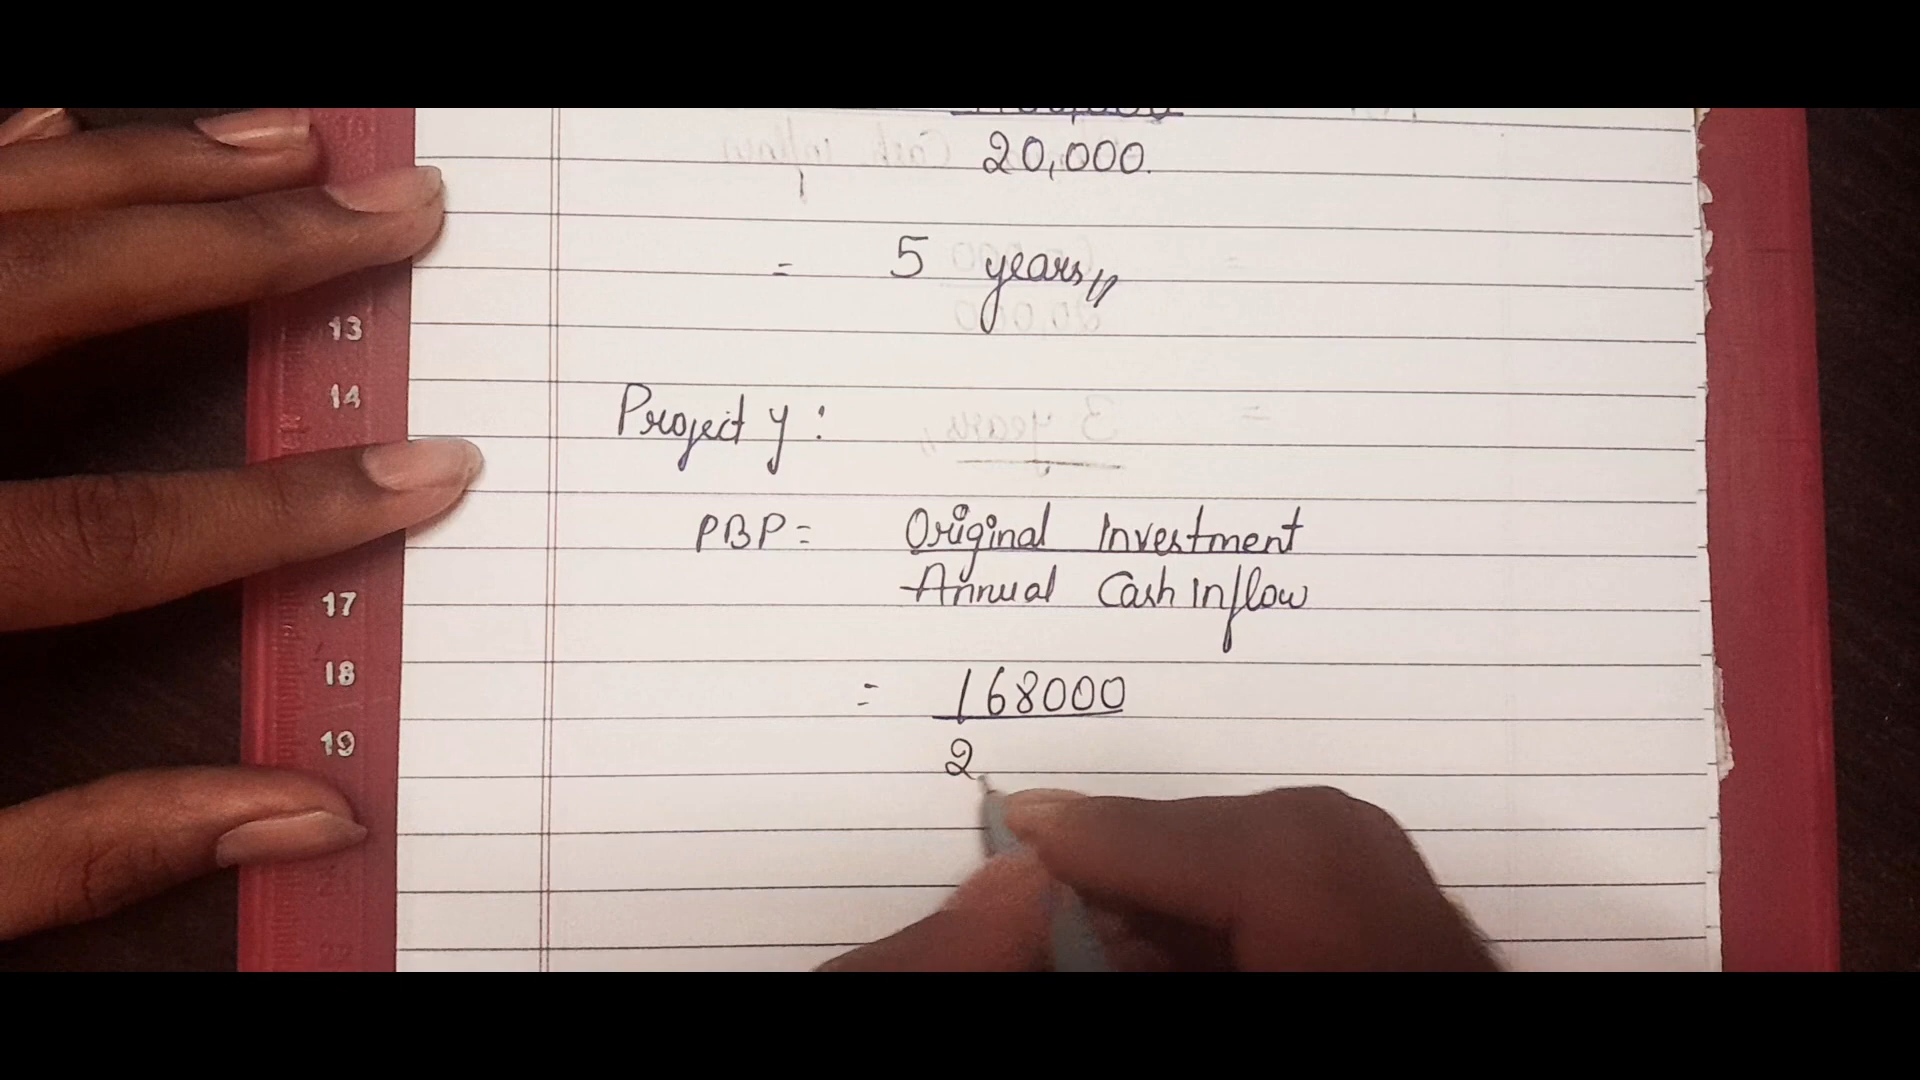 20,000.
= 5 years,,
Project y :
PBP = Original Investment
Annual Cash inflow
= 168000
2
13
14
17
18
19